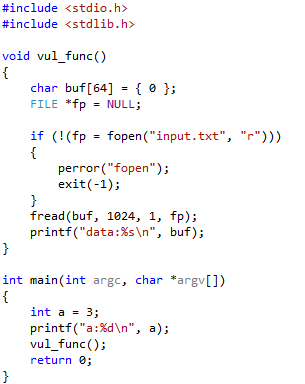 #include <stdio.h>
#include <stdlib.h>
void vul_func()
{
char buf[64] = { 0 };
FILE *fp = NULL;
if (!(fp = fopen("input.txt", "r")))
{
perror("fopen");
exit(-1);
}
fread(buf, 1024, 1, fp);
printf("data:%s\n", buf);
}
int main(int argc, char *argv[])
{
int a = 3;
printf("a:%d\n", a);
vul_func();
return 0;
}